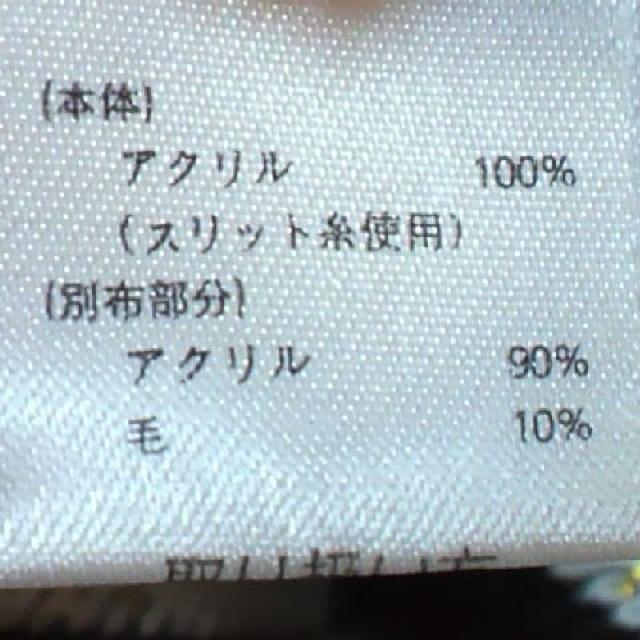 (本体)
アクリル 100%
(スリット糸使用)
(別布部分)
アクリル 90%
毛 10%